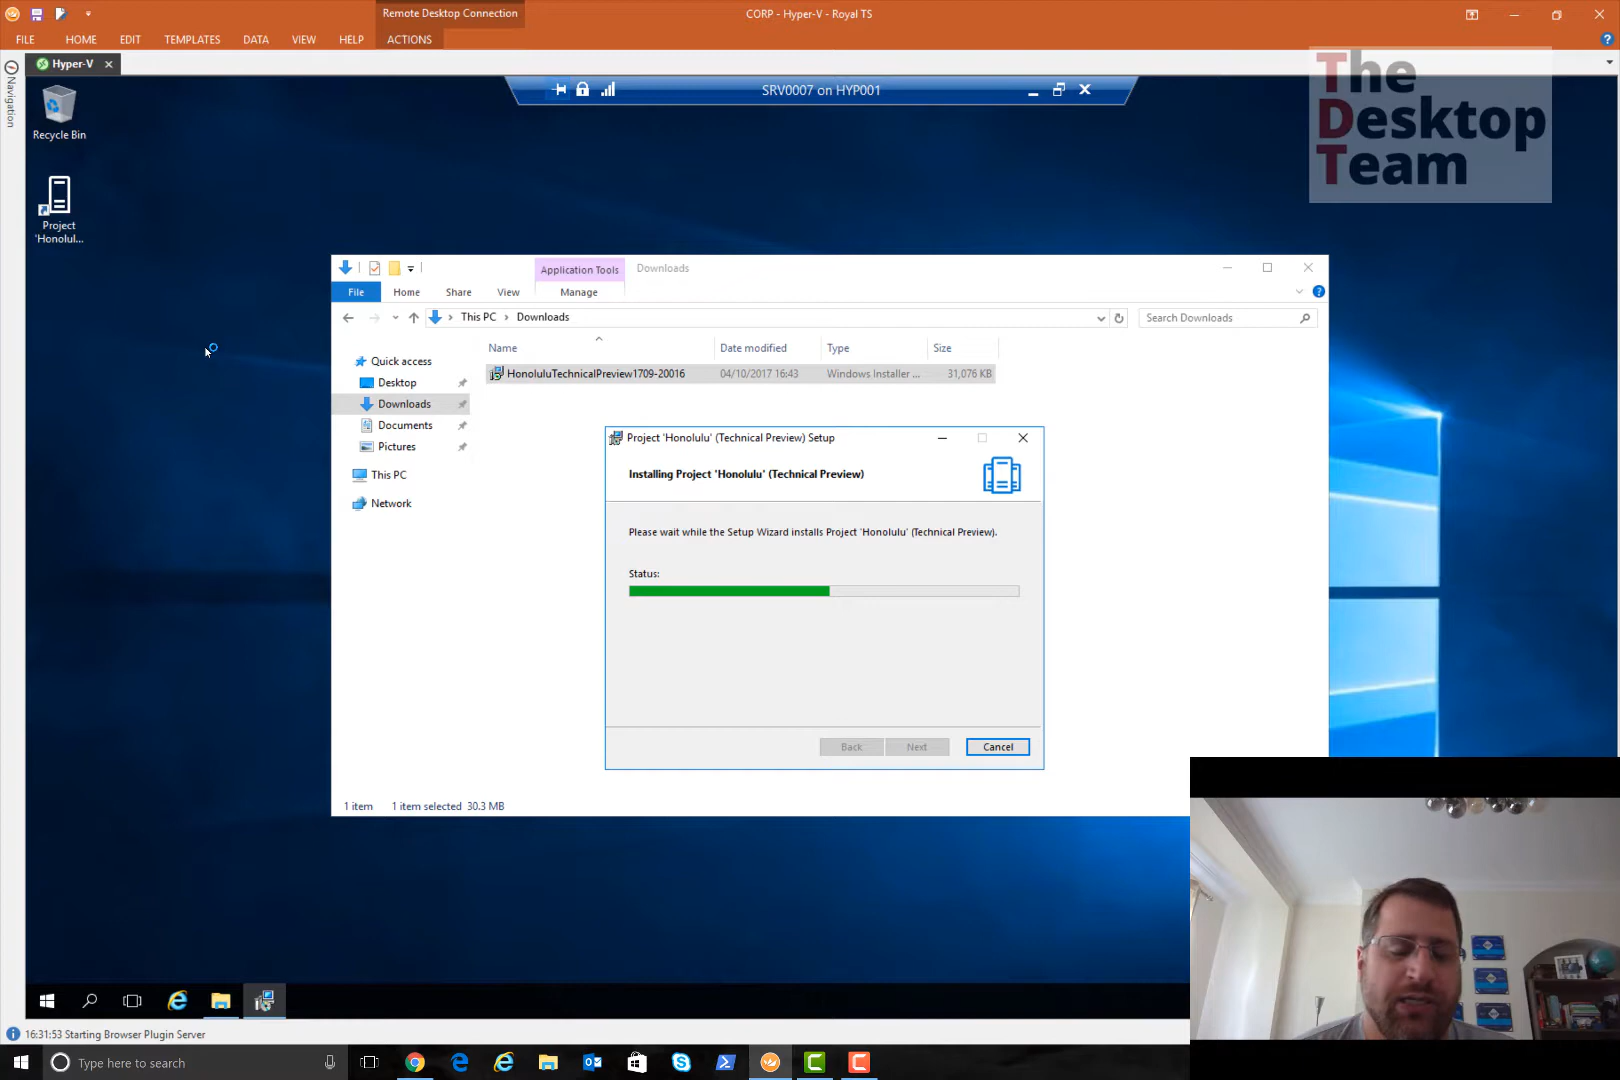 Remote Desktop Connection
CORP - Hyper-V - Royal TS
FILE HOME EDIT TEMPLATES DATA VIEW HELP ACTIONS
Hyper-V
Navigation
SRV0007 on HYP001
The
Desktop
Team
Recycle Bin
Project
'Honolul...
Application Tools
Downloads
File Home Share View Manage
This PC Downloads
Search Downloads
Name Date modified Type Size
HonoluluTechnicalPreview1709-20016 04/10/2017 16:43 Windows Installer ... 31,076 KB
Quick access
Desktop
Downloads
Documents
Pictures
This PC
Network
Project 'Honolulu' (Technical Preview) Setup
Installing Project 'Honolulu' (Technical Preview)
Please wait while the Setup Wizard installs Project 'Honolulu' (Technical Preview).
Status:
Back Next Cancel
1 item 1 item selected 30.3 MB
16:31:53 Starting Browser Plugin Server
Type here to search